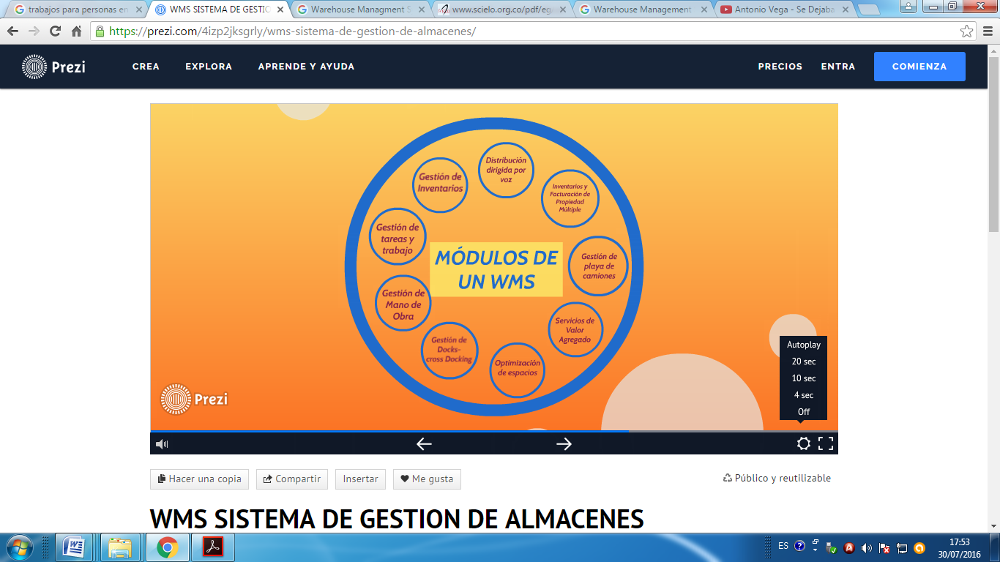 trabajos para personas en
WMS SISTEMA DE GESTIO
Warehouse Managment S
www.scielo.org.co/pdf/eg
Warehouse Management
Antonio Vega - Se Dejaba
https://prezi.com/4izp2jksgrly/wms-sistema-de-gestion-de-almacenes/
Prezi
CREA
EXPLORA
APRENDE Y AYUDA
PRECIOS
ENTRA
COMIENZA
Distribución
dirigida por
voz
Gestión de
Inventarios
Inventarios y
Facturación de
Propiedad
Múltiple
Gestión de
tareas y
trabajo
MÓDULOS DE
UN WMS
Gestión de
playa de
camiones
Gestión de
Mano de
Obra
Servicios de
Valor
Agregado
Gestión de
Docks-
cross Docking
Optimización
de espacios
Autoplay
20 sec
10 sec
4 sec
Off
Prezi
Hacer una copia
Compartir
Insertar
Me gusta
Público y reutilizable
WMS SISTEMA DE GESTION DE ALMACENES
ES
17:53
30/07/2016